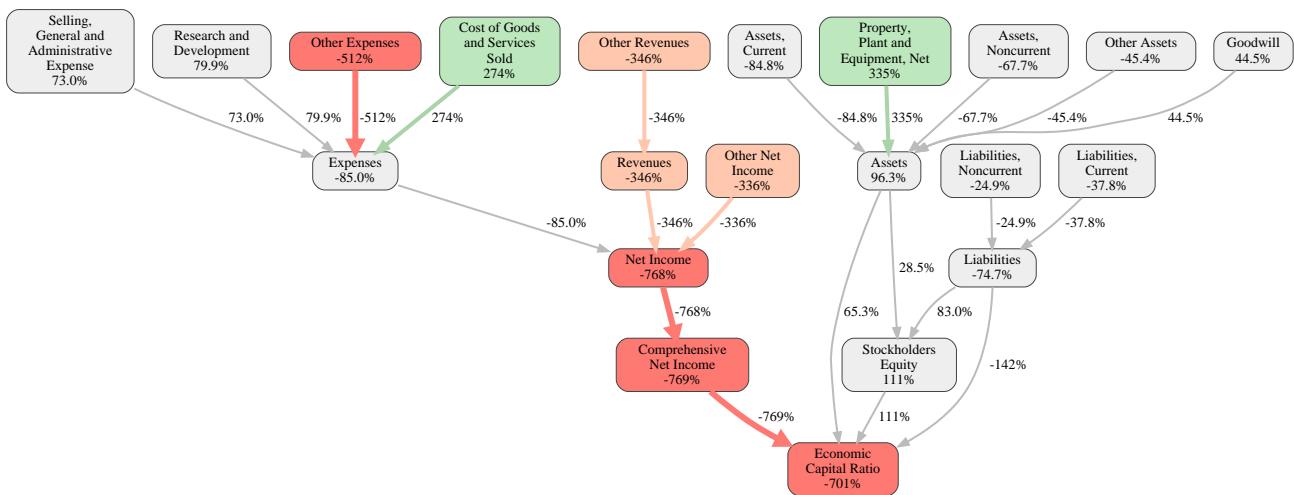 Selling,
General and
Administrative
Expense
73.0%
Research and
Development
79.9%
Other Expenses
-512%
Cost of Goods
and Services
Sold
274%
Other Revenues
-346%
Assets,
Current
-84.8%
Property,
Plant and
Equipment, Net
335%
Assets,
Noncurrent
-67.7%
Other Assets
-45.4%
Goodwill
44.5%
73.0%
79.9%
-512%
274%
-346%
-84.8%
335%
-67.7%
-45.4%
44.5%
Expenses
-85.0%
Revenues
-346%
Other Net
Income
-336%
Assets
96.3%
Liabilities,
Noncurrent
-24.9%
Liabilities,
Current
-37.8%
-85.0%
-346%
-336%
-24.9%
-37.8%
Net Income
-768%
28.5%
Liabilities
-74.7%
-768%
65.3%
83.0%
Comprehensive
Net Income
-769%
Stockholders
Equity
111%
-142%
-769%
111%
Economic
Capital Ratio
-701%